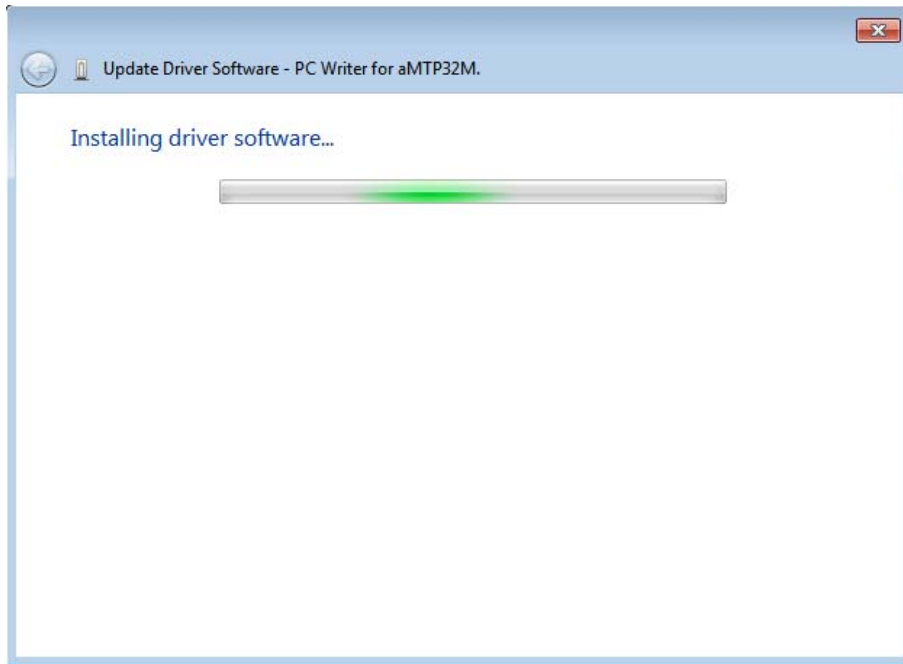 Update Driver Software - PC Writer for aMTP32M.
Installing driver software...